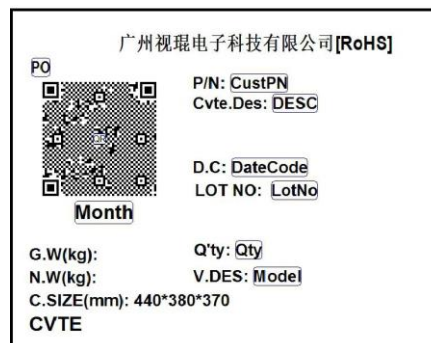 广州视琨电子科技有限公司[RoHS]
PO
P/N: CustPN
Cvte.Des: DESC
D.C: DateCode
LOT NO: LotNo
Month
G.W(kg):
Q'ty: Qty
N.W(kg):
V.DES: Model
C.SIZE(mm): 440*380*370
CVTE